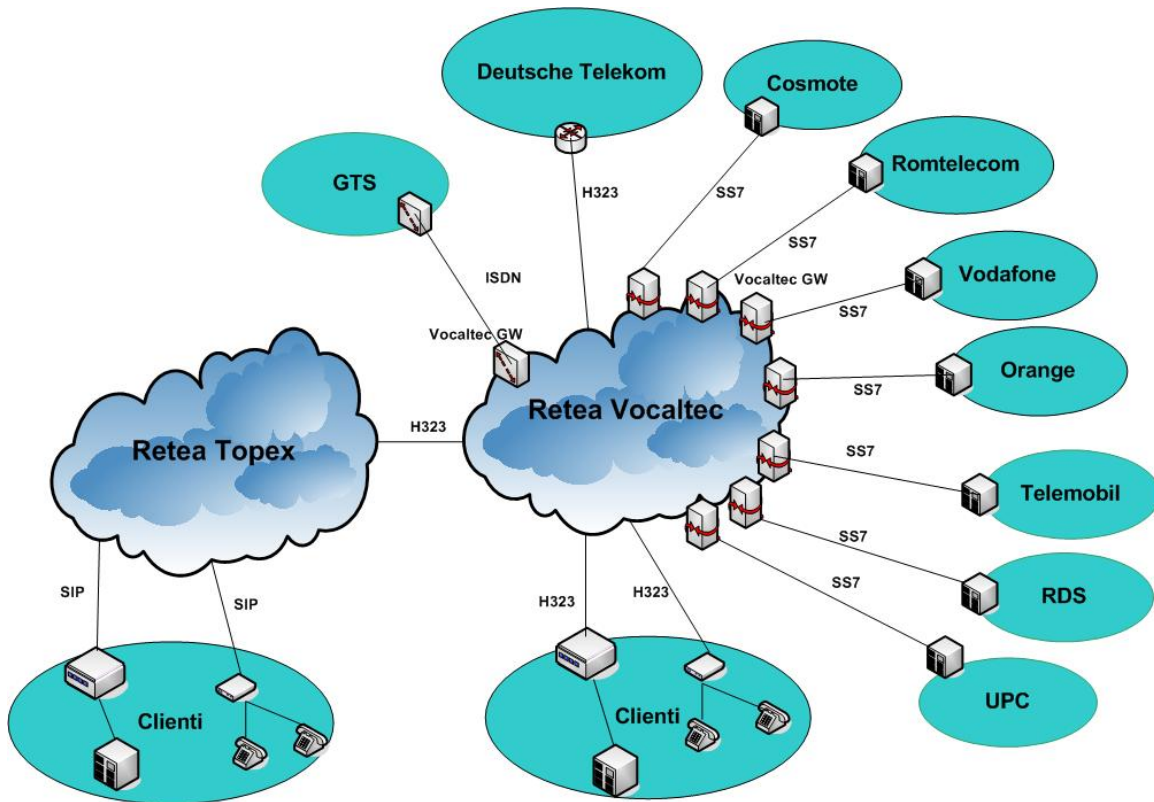 Deutsche Telekom
Cosmote
GTS
Romtelecom
H323
SS7
SS7
ISDN
Vocaltec GW
Vodafone
SS7
Vocaltec GW
Retea Vocaltec
Orange
SS7
Retea Topex
H323
SS7
Telemobil
SS7
SIP
SIP
H323
H323
SS7
RDS
Clienti
Clienti
UPC